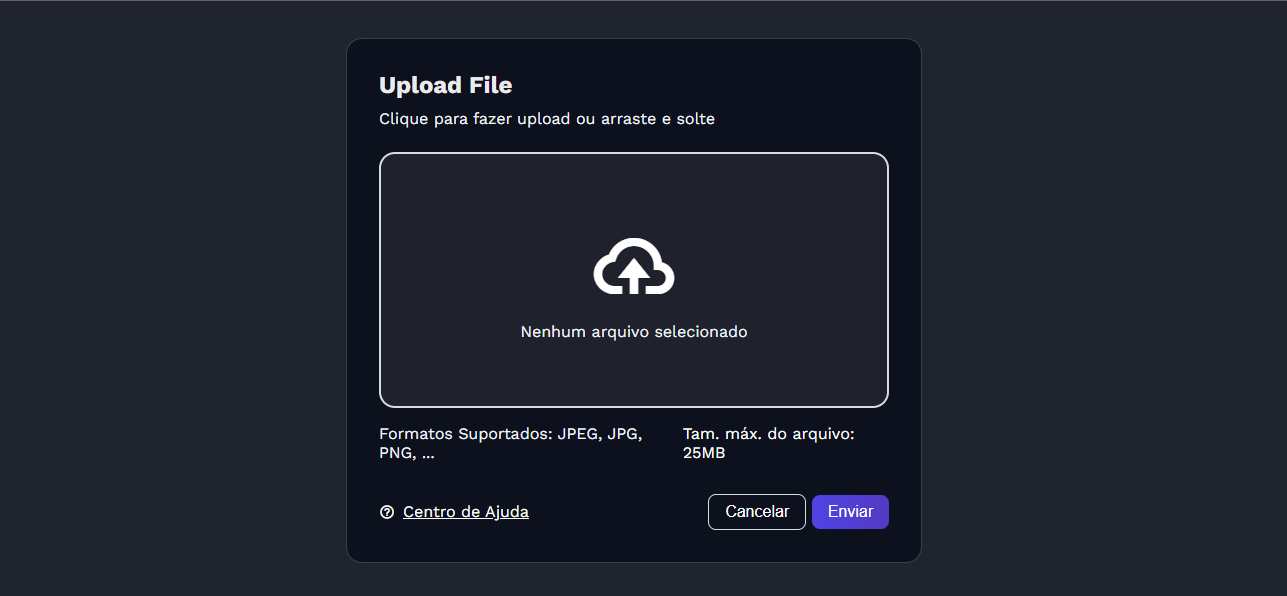 Upload File
Clique para fazer upload ou arraste e solte
Nenhum arquivo selecionado
Formatos Suportados: JPEG, JPG,
PNG, ...
Tam. máx. do arquivo:
25MB
Centro de Ajuda
Cancelar
Enviar